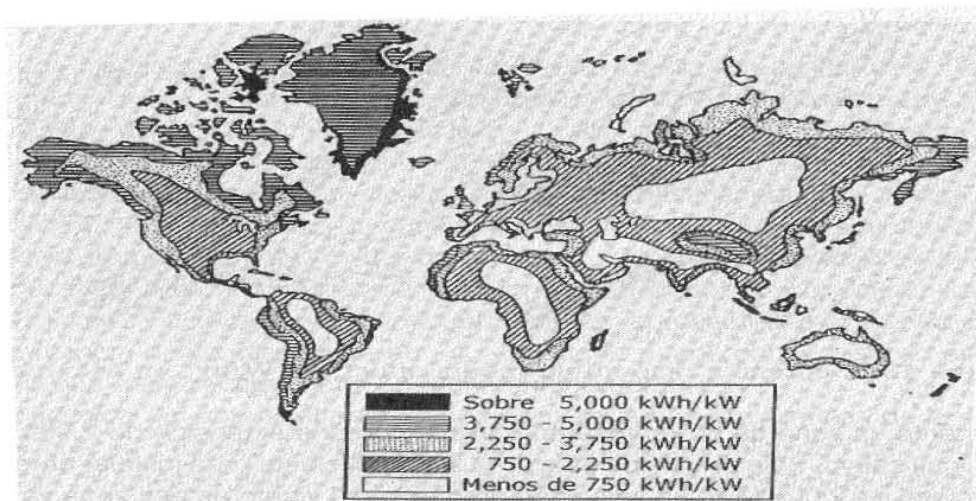 Sobre 5,000 kWh/kW
3,750 - 5,000 kWh/kW
2,250 - 3,750 kWh/kW
750 - 2,250 kWh/kW
Menos de 750 kWh/kW